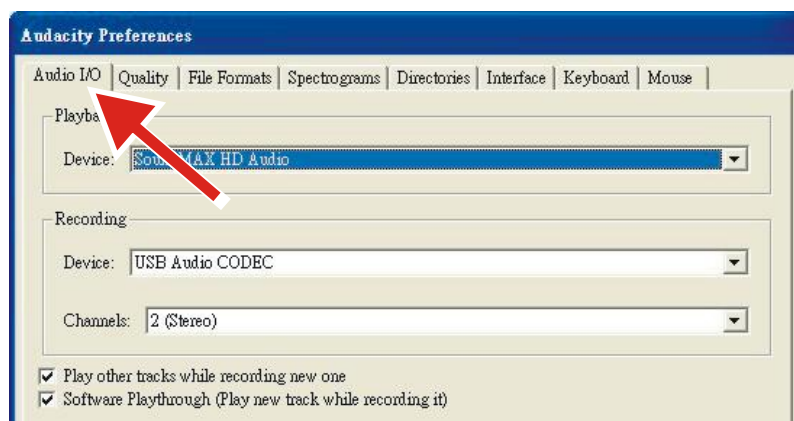 Audacity Preferences
Audio I/O Quality File Formats Spectrograms Directories Interface Keyboard Mouse
Device: HD Audio
Recording
Device: USB Audio CODEC
Channels: 2 (Stereo)
Play other tracks while recording new one
Software Playthrough (Play new track while recording it)